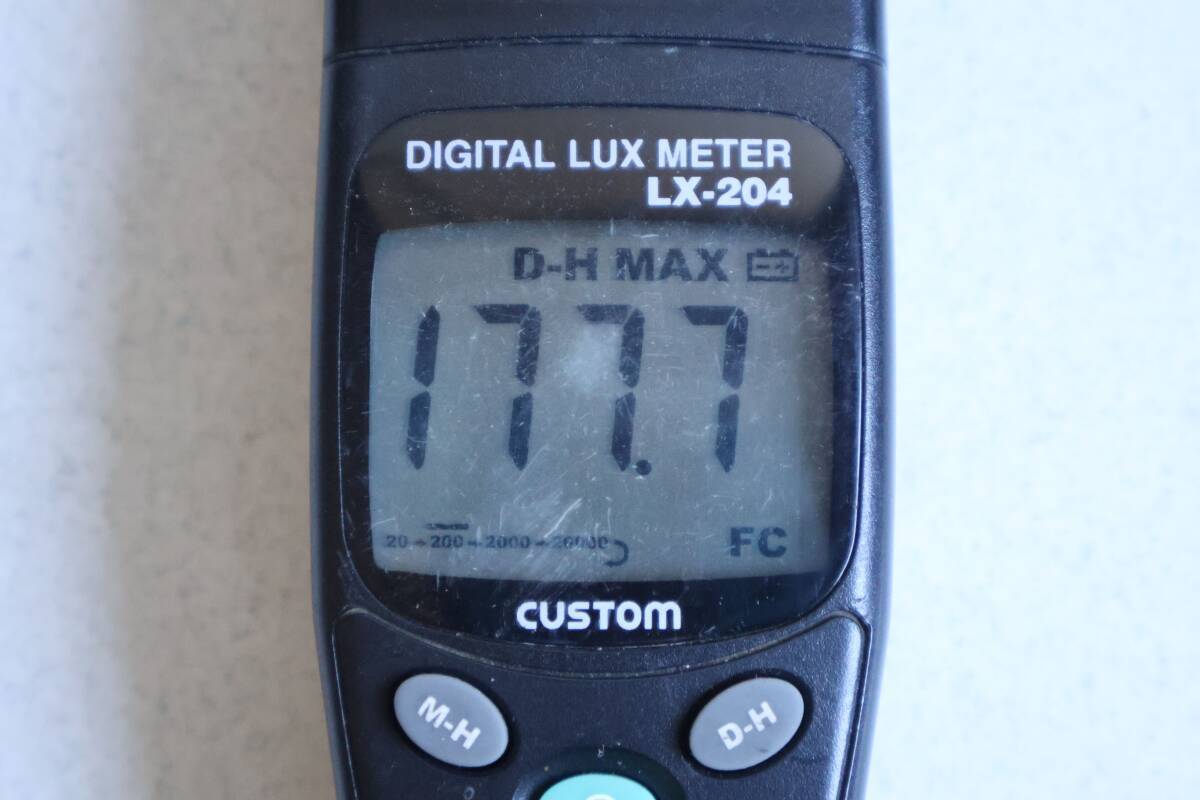 DIGITAL LUX METER
LX-204
D-H MAX
177.7
20→200→2000→20000
FC
CUSTOM
M-H
D-H